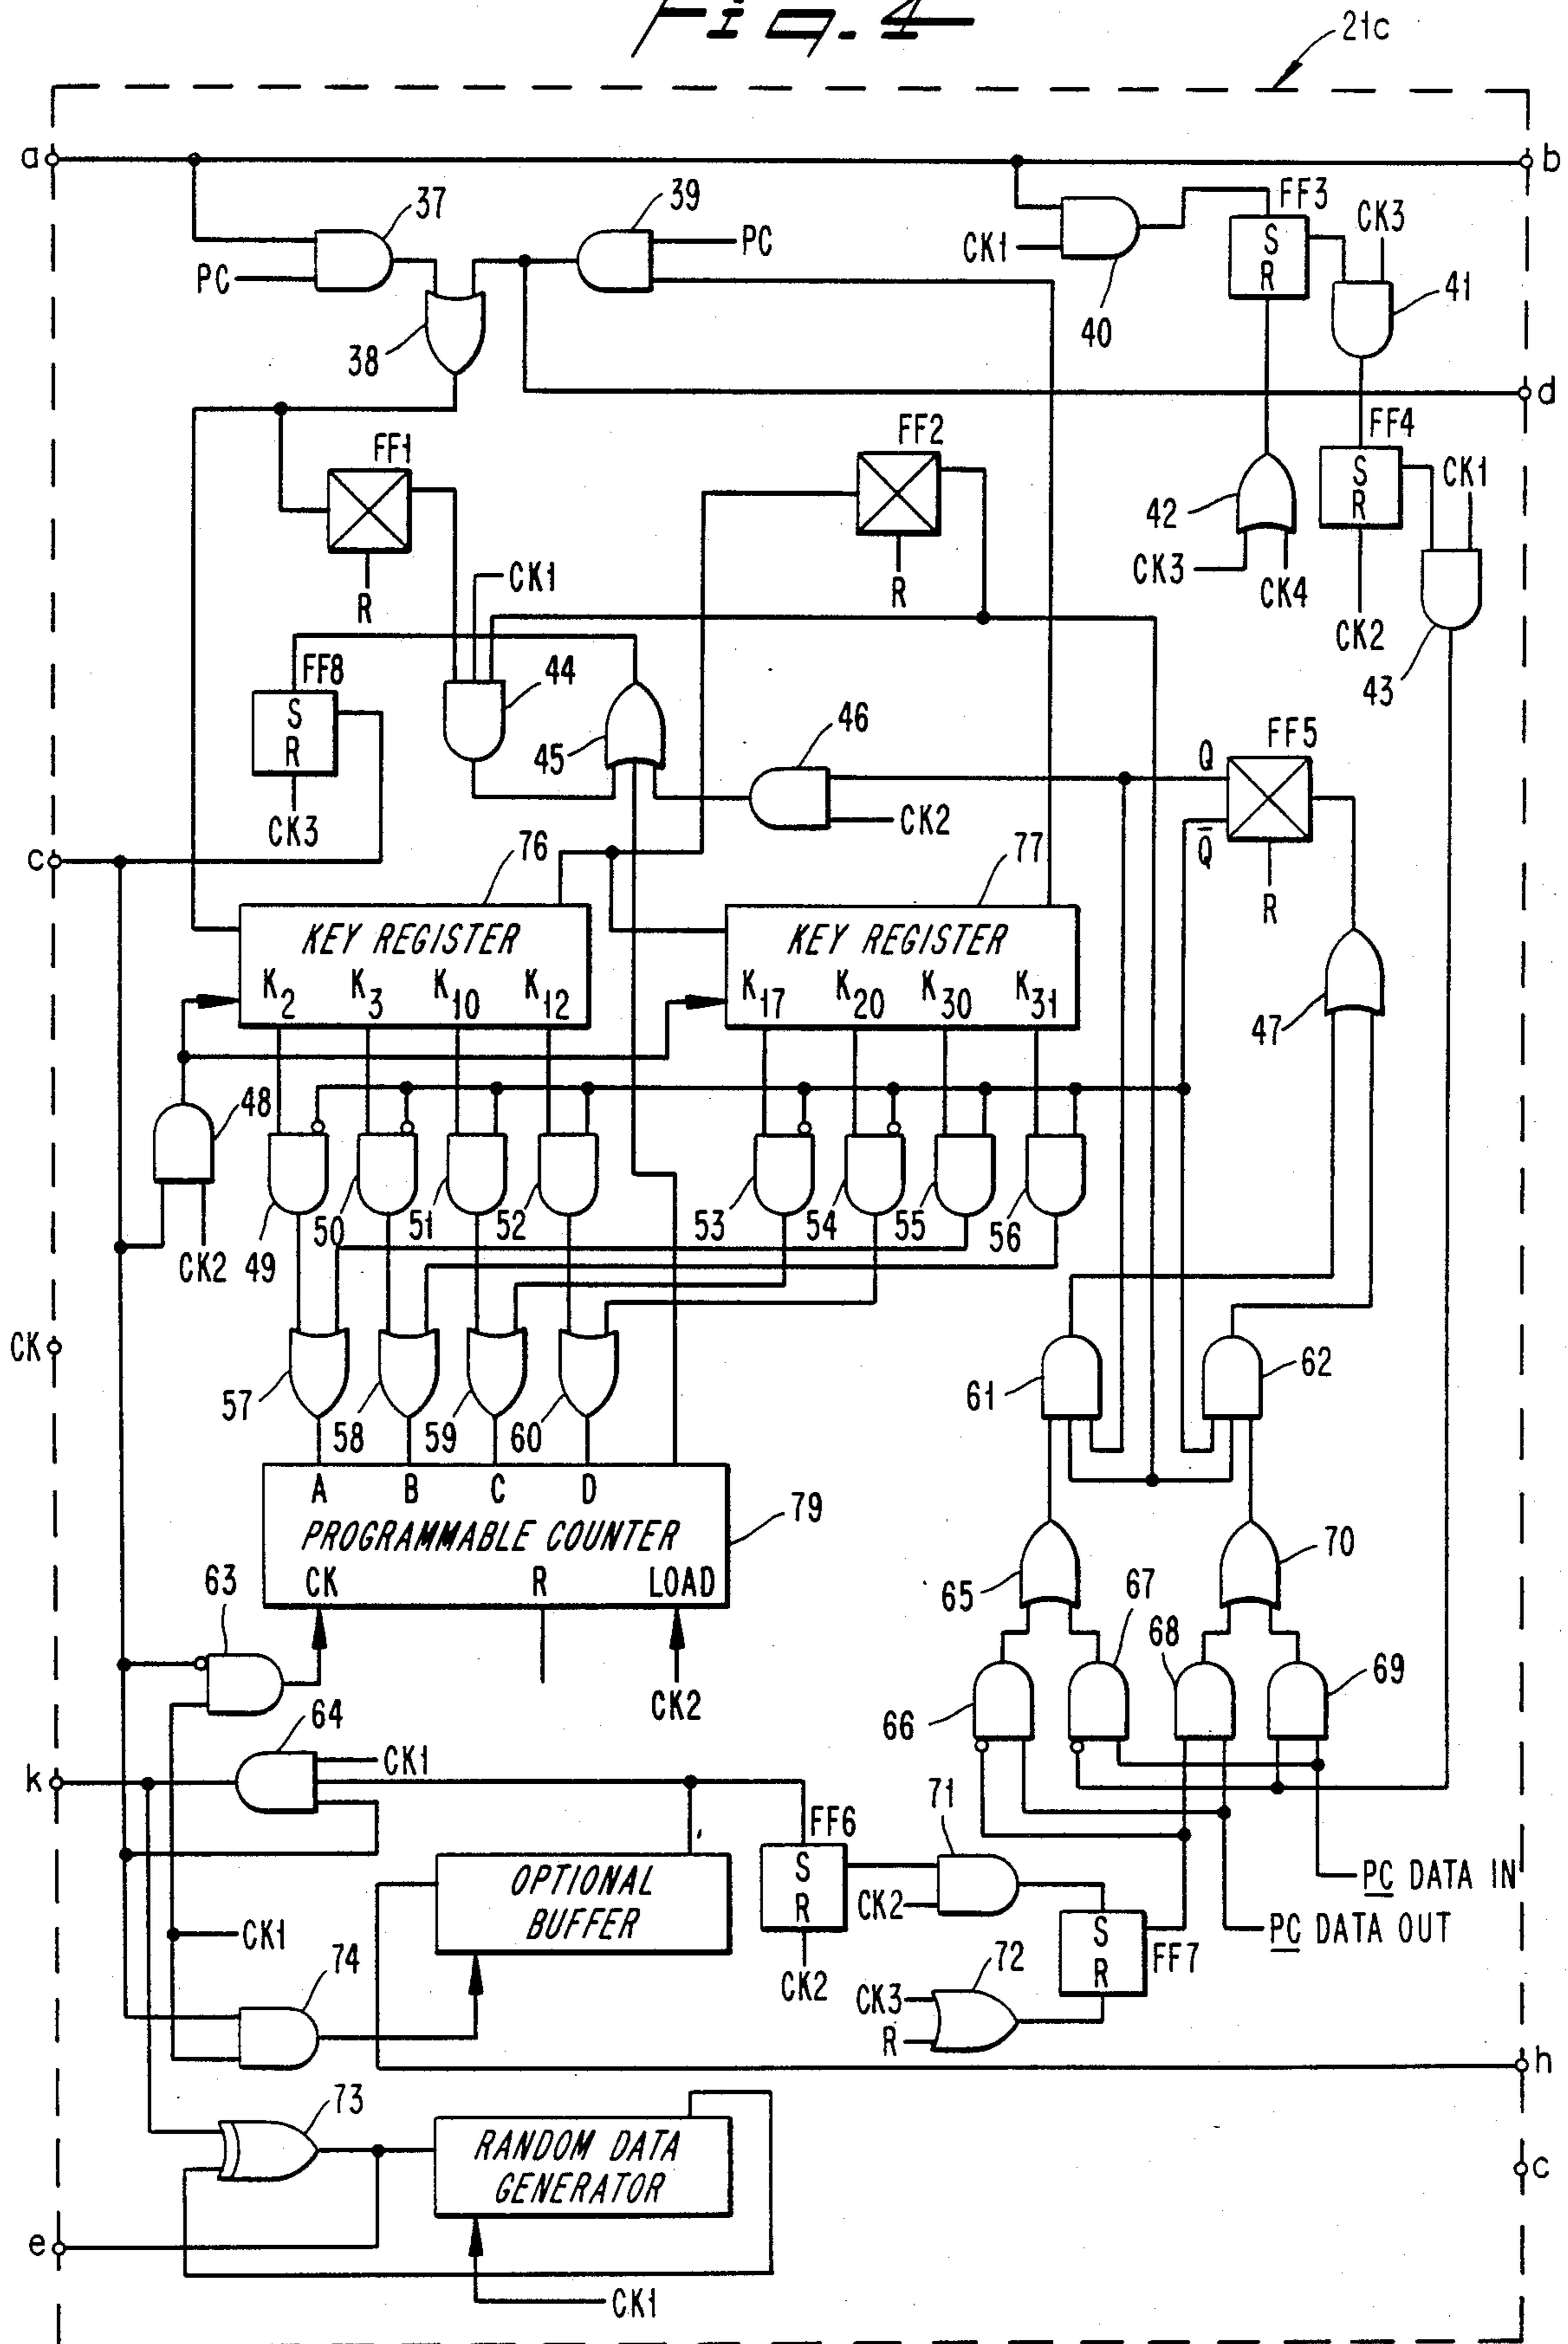 Fig. 4
21c
a
b
37
39
PC
PC
CK1
40
FF3
S
R
CK3
41
38
d
FF1
R
FF2
R
FF4
S
R
CK1
42
CK3
CK4
CK2
43
CK1
FF8
S
R
44
45
46
CK2
CK3
Q
Q̅
FF5
R
c
76
77
KEY REGISTER
K2 K3 K10 K12
KEY REGISTER
K17 K20 K30 K31
47
48
CK2
49
50
51
52
53
54
55
56
CK
57
58
59
60
61
62
A B C D
PROGRAMMABLE COUNTER
CK R LOAD
79
63
CK2
65
67
70
68
69
66
64
CK1
k
FF6
S
R
71
CK2
CK2
OPTIONAL
BUFFER
PC DATA IN
PC DATA OUT
CK1
74
S
R
FF7
72
CK3
R
h
73
RANDOM DATA
GENERATOR
c
e
CK1